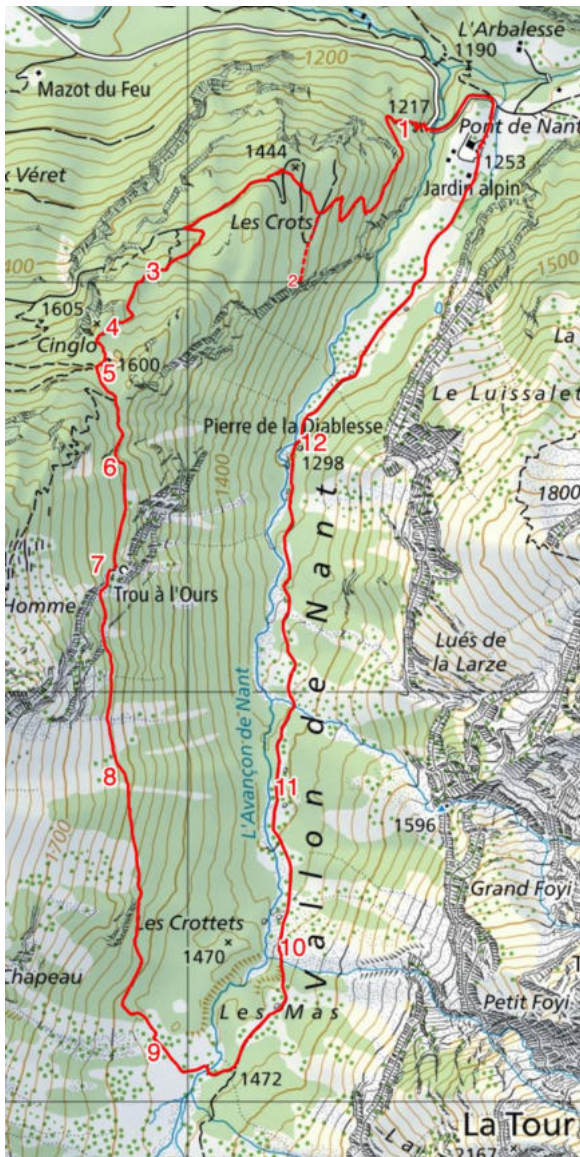 L'Arbalesse
1190
1200
Mazot du Feu
1217
1
Pont de Nant
1444
1253
x Véret
Jardin alpin
Les Crots
3
2
400
1500
1605
4
Cinglo
La
5
1600
Le Luissalet
Pierre de la Diablesse
12
1298
6
1400
1800
7
Trou à l'Ours
Homme
Lués de
la Larze
Vallon de Nant
L'Avançon de Nant
8
11
1700
1596
Grand Foyi
Les Crottets
10
1470
Chapeau
Petit Foyi
Les Mas
9
1472
La Tour
La
2167